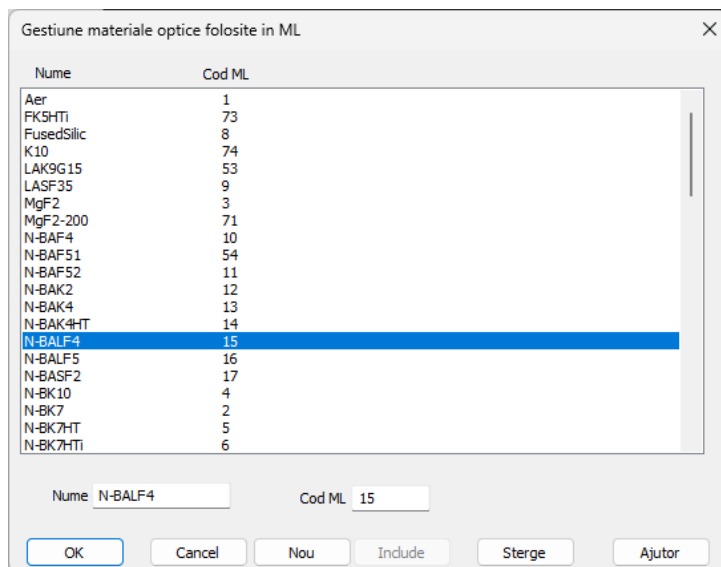 Gestiune materiale optice folosite in ML
Nume Cod ML
Aer 1
FK5HTi 73
FusedSilic 8
K10 74
LAK9G15 53
LASF35 9
MgF2 3
MgF2-200 71
N-BAF4 10
N-BAF51 54
N-BAF52 11
N-BAK2 12
N-BAK4 13
N-BAK4HT 14
N-BALF4 15
N-BALF5 16
N-BASF2 17
N-BK10 4
N-BK7 2
N-BK7HT 5
N-BK7HTi 6
Nume N-BALF4 Cod ML 15
OK Cancel Nou Include Sterge Ajutor